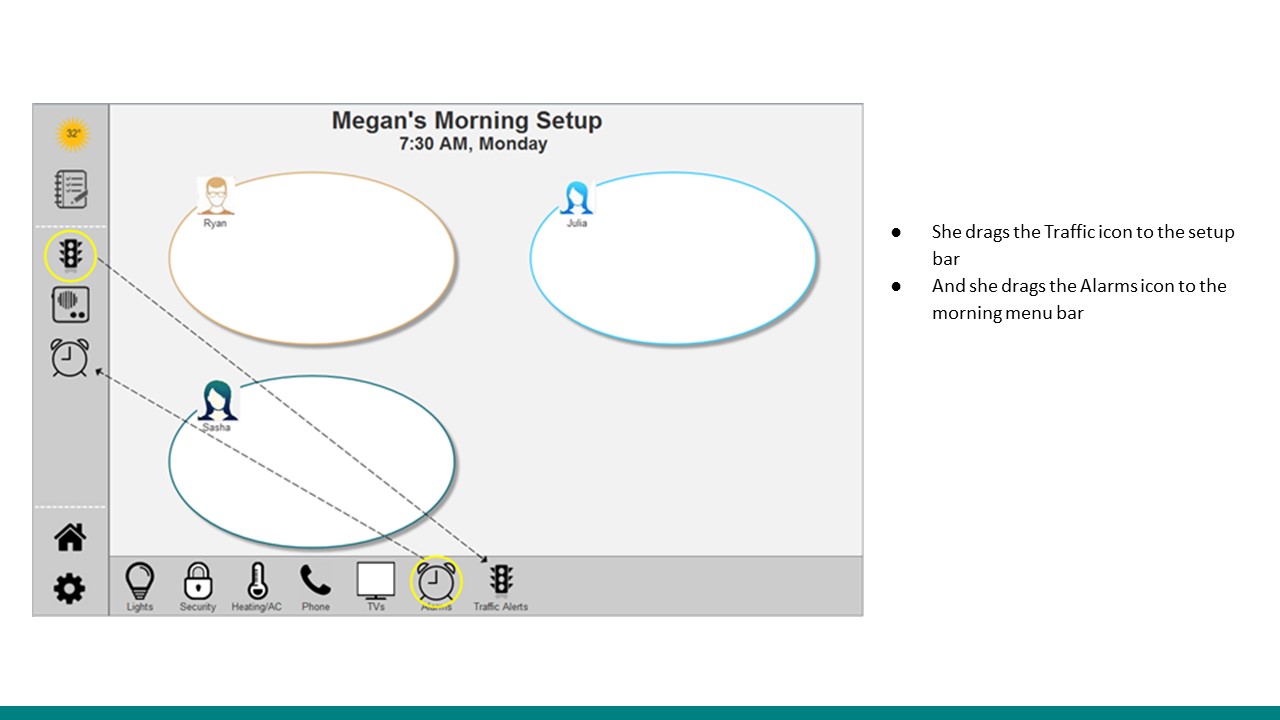 Megan's Morning Setup
7:30 AM, Monday
32°
Ryan
Julia
Sasha
Lights
Security
Heating/AC
Phone
TVs
Alarms
Traffic Alerts
● She drags the Traffic icon to the setup
bar
● And she drags the Alarms icon to the
morning menu bar